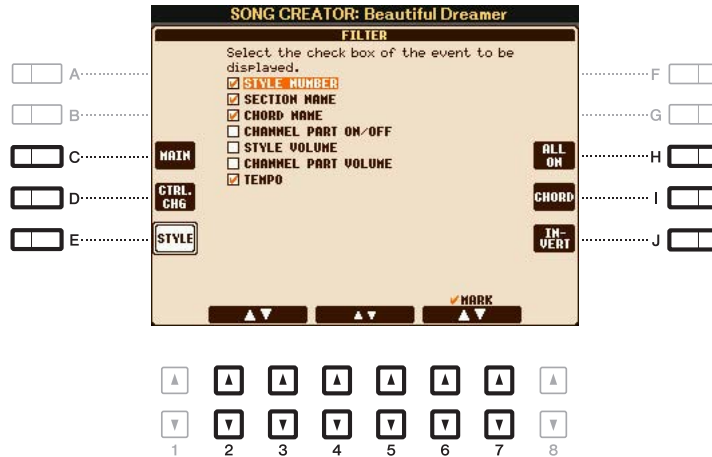 SONG CREATOR: Beautiful Dreamer
FILTER
Select the check box of the event to be
displayed.
STYLE NUMBER
SECTION NAME
CHORD NAME
CHANNEL PART ON/OFF
STYLE VOLUME
CHANNEL PART VOLUME
TEMPO
A
B
C
D
E
MAIN
CTRL.
CHG
STYLE
F
G
H
I
J
ALL
ON
CHORD
IN-
VERT
MARK
1 2 3 4 5 6 7 8